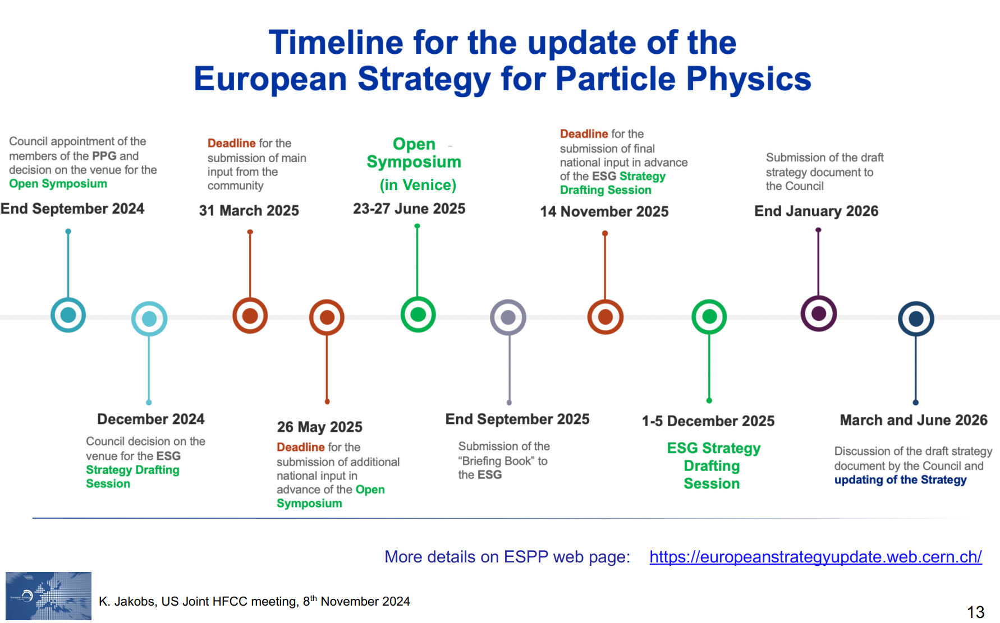 Timeline for the update of the
European Strategy for Particle Physics
Council appointment of the
members of the PPG and
decision on the venue for the
Open Symposium
End September 2024
Deadline for the
submission of main
input from the
community
31 March 2025
Open
Symposium
(in Venice)
23-27 June 2025
Deadline for the
submission of final
national input in advance
of the ESG Strategy
Drafting Session
14 November 2025
Submission of the draft
strategy document to
the Council
End January 2026
December 2024
Council decision on the
venue for the ESG
Strategy Drafting
Session
26 May 2025
Deadline for the
submission of additional
national input in
advance of the Open
Symposium
End September 2025
Submission of the
“Briefing Book” to
the ESG
1-5 December 2025
ESG Strategy
Drafting
Session
March and June 2026
Discussion of the draft strategy
document by the Council and
updating of the Strategy
More details on ESPP web page: https://europeanstrategyupdate.web.cern.ch/
European Strategy
K. Jakobs, US Joint HFCC meeting, 8th November 2024
13